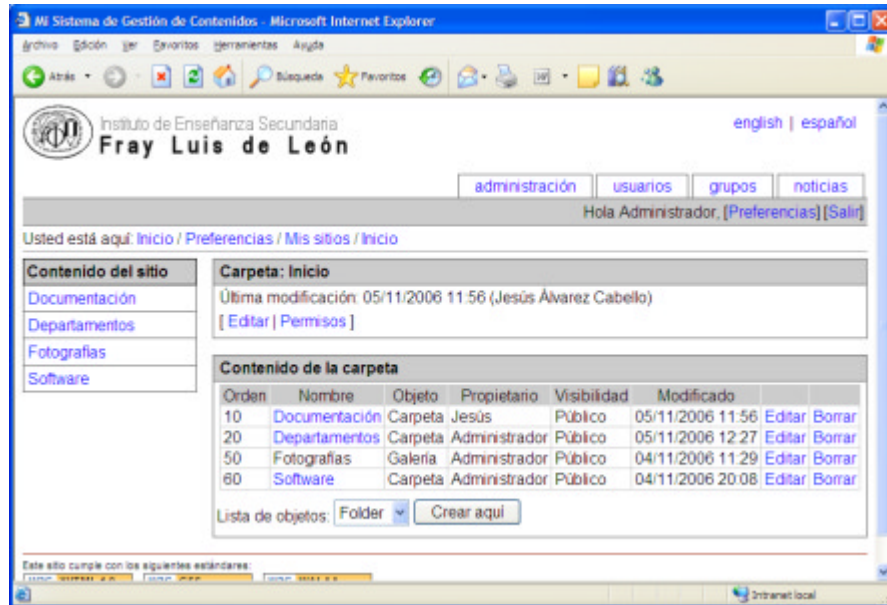 Mi Sistema de Gestión de Contenidos - Microsoft Internet Explorer
Archivo Edición Ver Favoritos Herramientas Ayuda
Atrás Búsqueda Favoritos
Instituto de Enseñanza Secundaria
Fray Luis de León
english | español
administración usuarios grupos noticias
Hola Administrador, [Preferencias] [Salir]
Usted está aquí: Inicio / Preferencias / Mis sitios / Inicio
Contenido del sitio
Documentación
Departamentos
Fotografías
Software
Carpeta: Inicio
Última modificación: 05/11/2006 11:56 (Jesús Álvarez Cabello)
[ Editar | Permisos ]
Contenido de la carpeta
Orden Nombre Objeto Propietario Visibilidad Modificado
10 Documentación Carpeta Jesús Público 05/11/2006 11:56 Editar Borrar
20 Departamentos Carpeta Administrador Público 05/11/2006 12:27 Editar Borrar
50 Fotografías Galería Administrador Público 04/11/2006 11:29 Editar Borrar
60 Software Carpeta Administrador Público 04/11/2006 20:08 Editar Borrar
Lista de objetos: Folder Crear aquí
Este sitio cumple con los siguientes estándares:
Intranet local